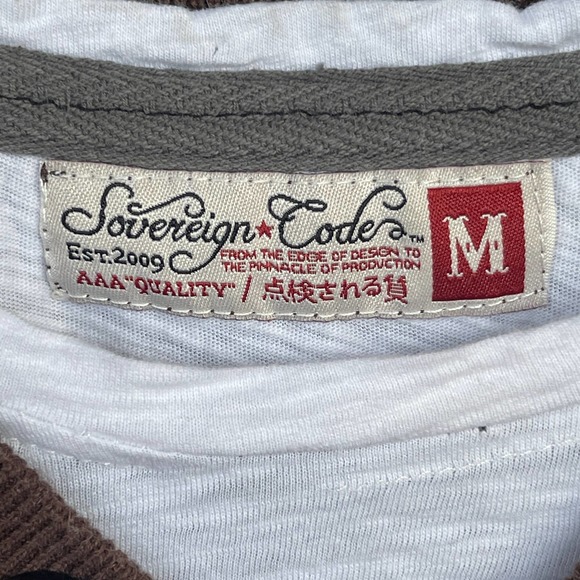 Sovereign★Code™
EST.2009
FROM THE EDGE OF DESIGN TO
THE PINNACLE OF PRODUCTION
AAA "QUALITY" / 点検される賃
M